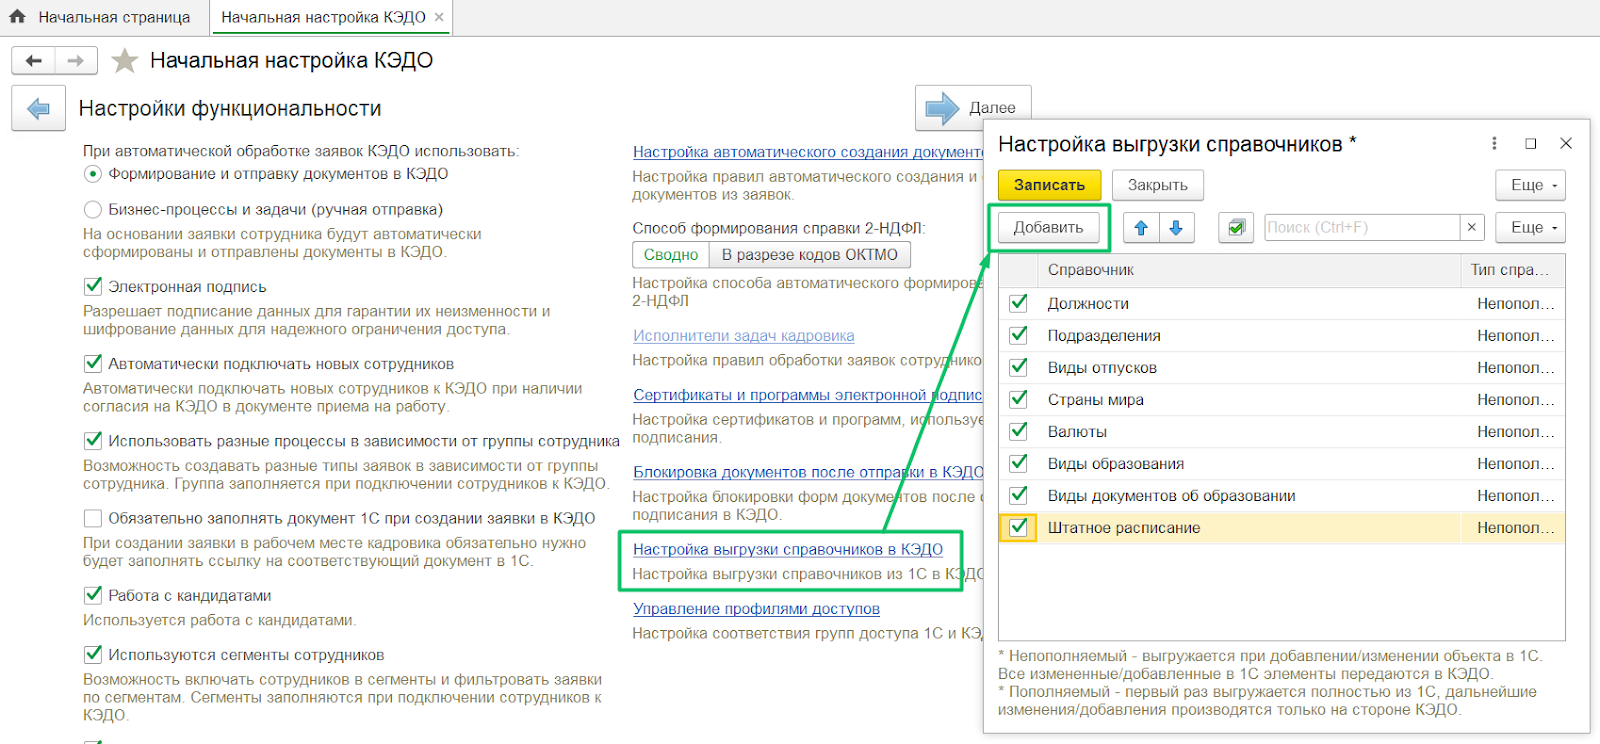 Начальная страница
Начальная настройка КЭДО
Начальная настройка КЭДО
Настройки функциональности
Далее
При автоматической обработке заявок КЭДО использовать:
Формирование и отправку документов в КЭДО
Бизнес-процессы и задачи (ручная отправка)
На основании заявки сотрудника будут автоматически
сформированы и отправлены документы в КЭДО.
Электронная подпись
Разрешает подписание данных для гарантии их неизменности и
шифрование данных для надежного ограничения доступа.
Автоматически подключать новых сотрудников
Автоматически подключать новых сотрудников к КЭДО при наличии
согласия на КЭДО в документе приема на работу.
Использовать разные процессы в зависимости от группы сотрудника
Возможность создавать разные типы заявок в зависимости от группы
сотрудника. Группа заполняется при подключении сотрудников к КЭДО.
Обязательно заполнять документ 1С при создании заявки в КЭДО
При создании заявки в рабочем месте кадровика обязательно нужно
будет заполнять ссылку на соответствующий документ в 1С.
Работа с кандидатами
Используется работа с кандидатами.
Используются сегменты сотрудников
Возможность включать сотрудников в сегменты и фильтровать заявки
по сегментам. Сегменты заполняются при подключении сотрудников к
КЭДО.
Настройка автоматического создания документ
Настройка правил автоматического создания и
документов из заявок.
Способ формирования справки 2-НДФЛ:
Сводно
В разрезе кодов ОКТМО
Настройка способа автоматического формиров
2-НДФЛ
Исполнители задач кадровика
Настройка правил обработки заявок сотруднико
Сертификаты и программы электронной подпис
Настройка сертификатов и программ, используе
подписания.
Блокировка документов после отправки в КЭДО
Настройка блокировки форм документов после
подписания в КЭДО.
Настройка выгрузки справочников в КЭДО
Настройка выгрузки справочников из 1С в КЭДО
Управление профилями доступов
Настройка соответствия групп доступа 1С и КЭ
Настройка выгрузки справочников *
Записать
Закрыть
Еще
Добавить
Поиск (Ctrl+F)
Еще
Справочник
Тип спра...
Должности
Непопол...
Подразделения
Непопол...
Виды отпусков
Непопол...
Страны мира
Непопол...
Валюты
Непопол...
Виды образования
Непопол...
Виды документов об образовании
Непопол...
Штатное расписание
Непопол...
* Непополняемый - выгружается при добавлении/изменении объекта в 1С.
Все измененные/добавленные в 1С элементы передаются в КЭДО.
* Пополняемый - первый раз выгружается полностью из 1С, дальнейшие
изменения/добавления производятся только на стороне КЭДО.